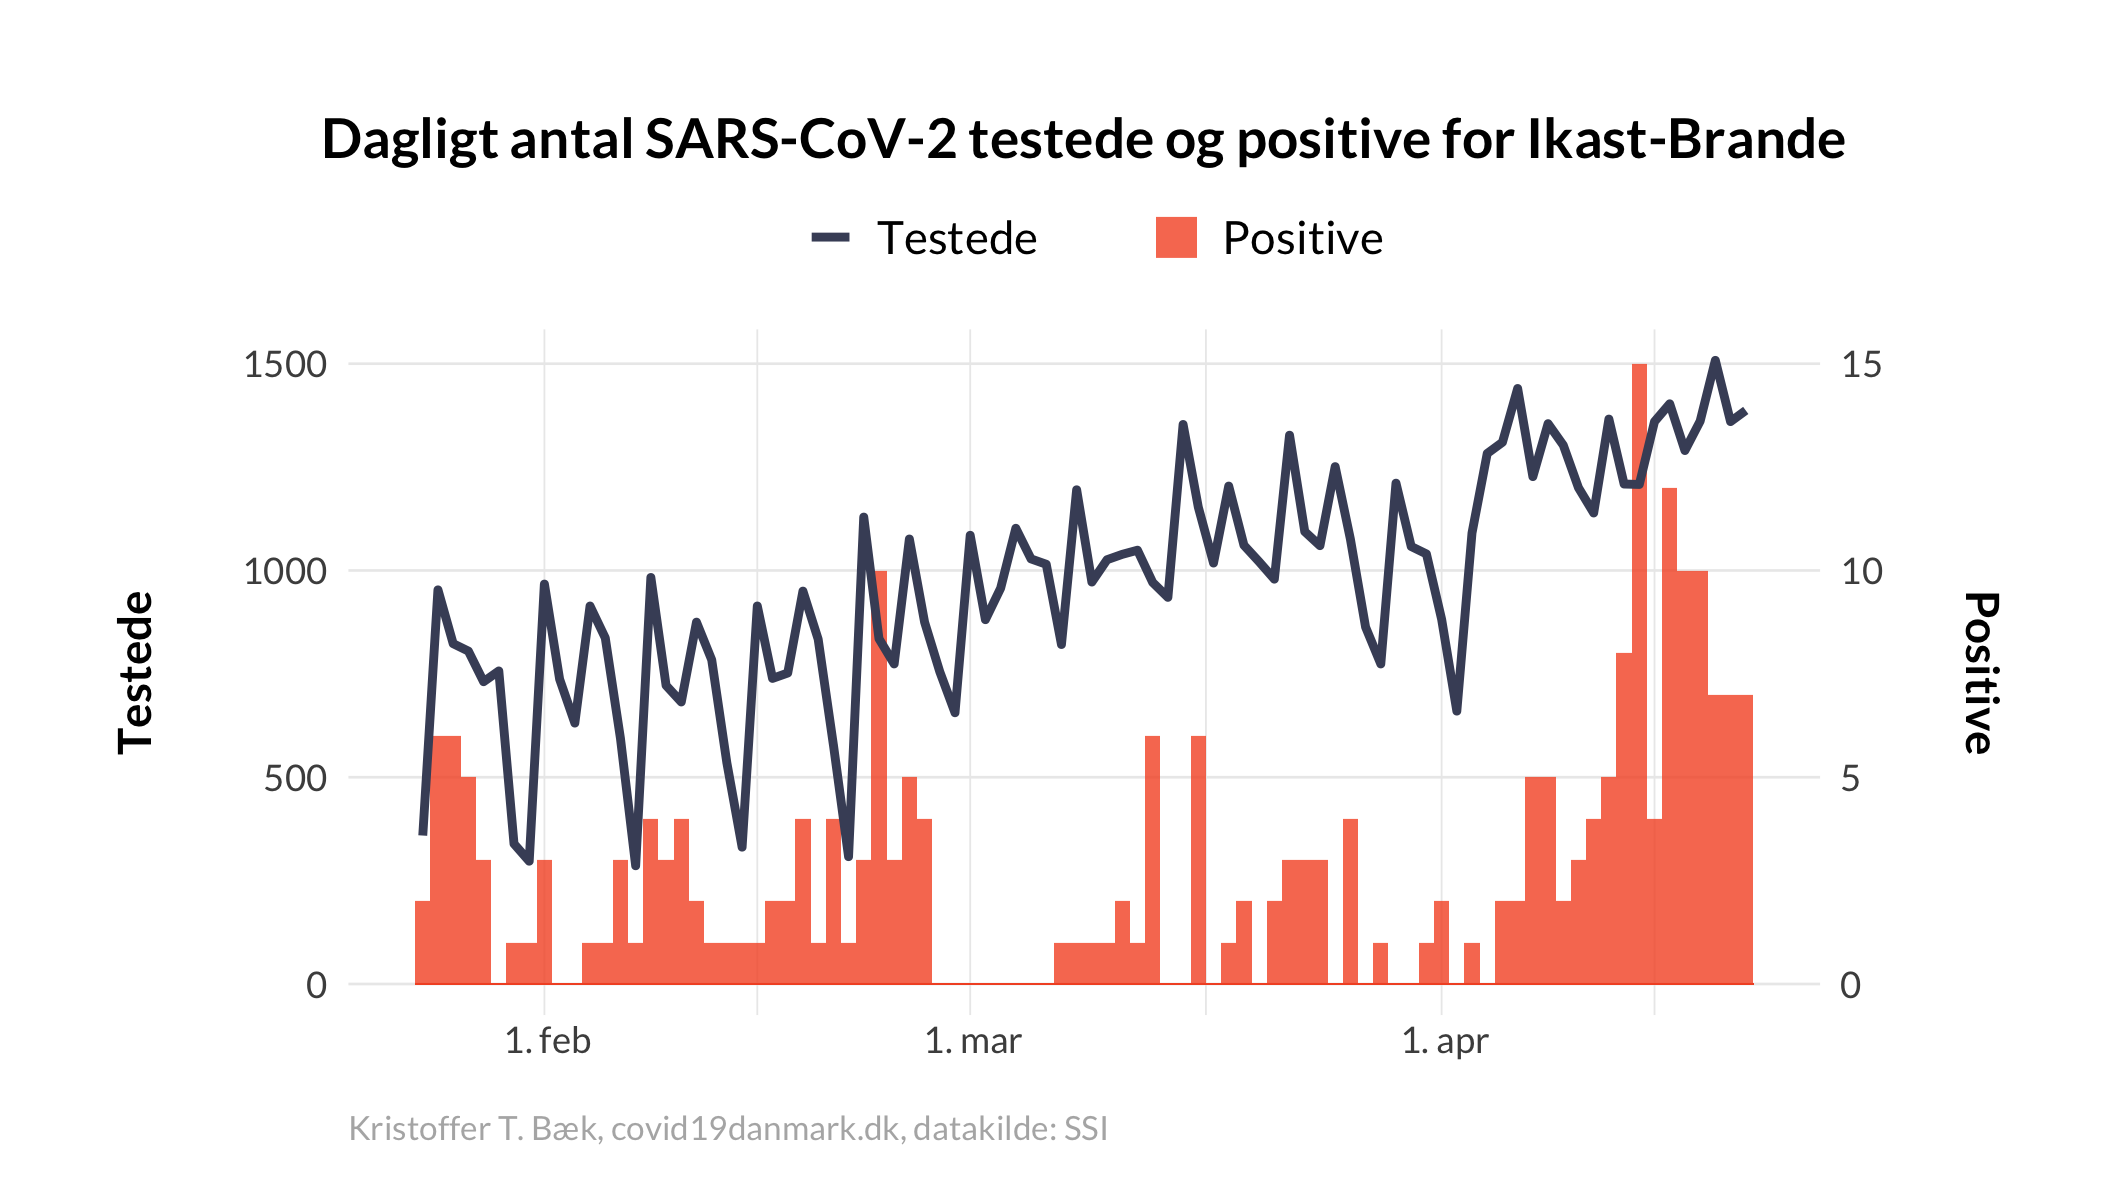 Dagligt antal SARS-CoV-2 testede og positive for Ikast-Brande
Testede
Positive
1500
1000
500
0
Testede
15
10
5
0
Positive
1. feb
1. mar
1. apr
Kristoffer T. Bæk, covid19danmark.dk, datakilde: SSI